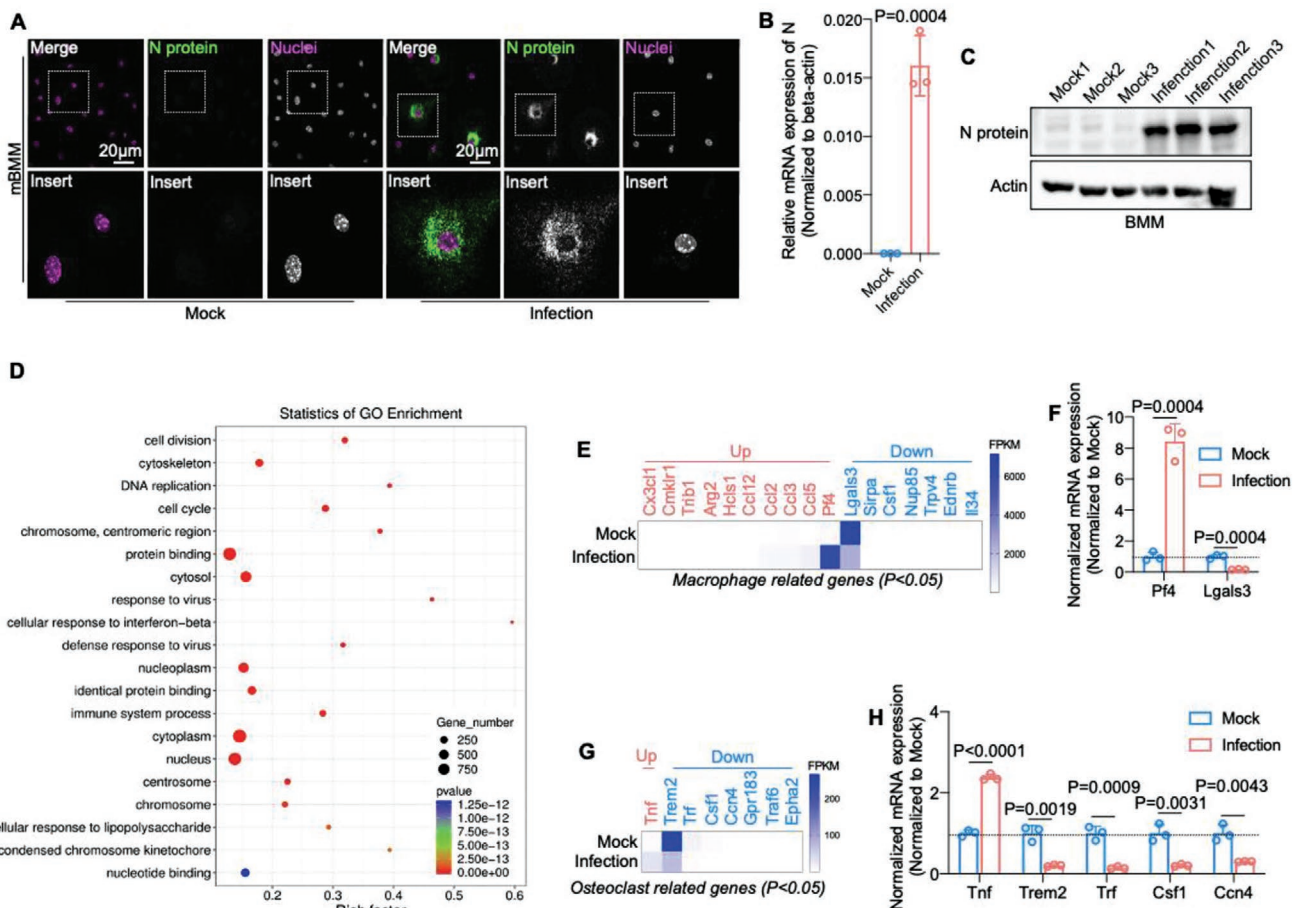 A
Merge N protein Nuclei Merge N protein Nuclei
20μm 20μm
mBMM
Insert Insert Insert Insert Insert Insert
Mock Infection
B
P=0.0004
Relative mRNA expression of N
(Normalized to beta-actin)
0.020
0.015
0.010
0.005
0.000
Mock
Infection
C
Mock1 Mock2 Mock3 Infenction1 Infenction2 Infenction3
N protein
Actin
BMM
D
Statistics of GO Enrichment
cell division
cytoskeleton
DNA replication
cell cycle
chromosome, centromeric region
protein binding
cytosol
response to virus
cellular response to interferon-beta
defense response to virus
nucleoplasm
identical protein binding
immune system process
cytoplasm
nucleus
centrosome
chromosome
ellular response to lipopolysaccharide
condensed chromosome kinetochore
nucleotide binding
0.2 0.3 0.4 0.5 0.6
Gene_number
250
500
750
pvalue
1.25e-12
1.00e-12
7.50e-13
5.00e-13
2.50e-13
0.00e+00
E
Up Down
Cx3cl1 Cmklr1 Trib1 Arg2 Hcls1 Ccl12 Ccl2 Ccl3 Ccl5 Pf4 Lgals3 Sirpa Csf1 Nup85 Trpv4 Ednrb Il34
Mock
Infection
Macrophage related genes (P<0.05)
FPKM
6000
4000
2000
F
Normalized mRNA expression
(Normalized to Mock)
10
8
6
4
2
0
P=0.0004
P=0.0004
Mock
Infection
Pf4 Lgals3
G
Up Down
Tnf Trem2 Trf Csf1 Ccn4 Gpr183 Traf6 Epha2
Mock
Infection
Osteoclast related genes (P<0.05)
FPKM
200
100
H
Normalized mRNA expression
(Normalized to Mock)
4
2
0
Mock
Infection
P<0.0001 P=0.0019 P=0.0009 P=0.0031 P=0.0043
Tnf Trem2 Trf Csf1 Ccn4